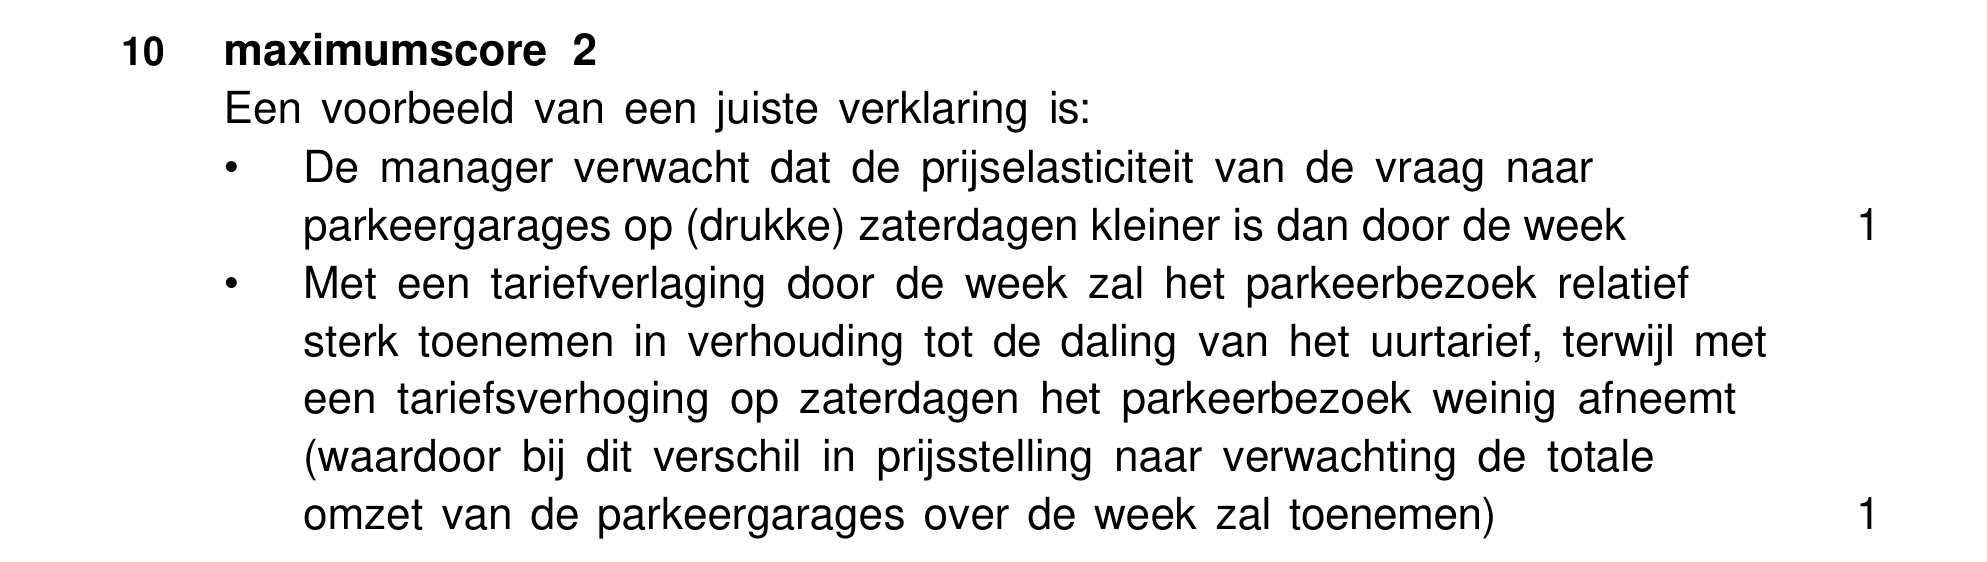 10 maximumscore 2
Een voorbeeld van een juiste verklaring is:
• De manager verwacht dat de prijselasticiteit van de vraag naar
parkeergarages op (drukke) zaterdagen kleiner is dan door de week 1
• Met een tariefverlaging door de week zal het parkeerbezoek relatief
sterk toenemen in verhouding tot de daling van het uurtarief, terwijl met
een tariefsverhoging op zaterdagen het parkeerbezoek weinig afneemt
(waardoor bij dit verschil in prijsstelling naar verwachting de totale
omzet van de parkeergarages over de week zal toenemen) 1